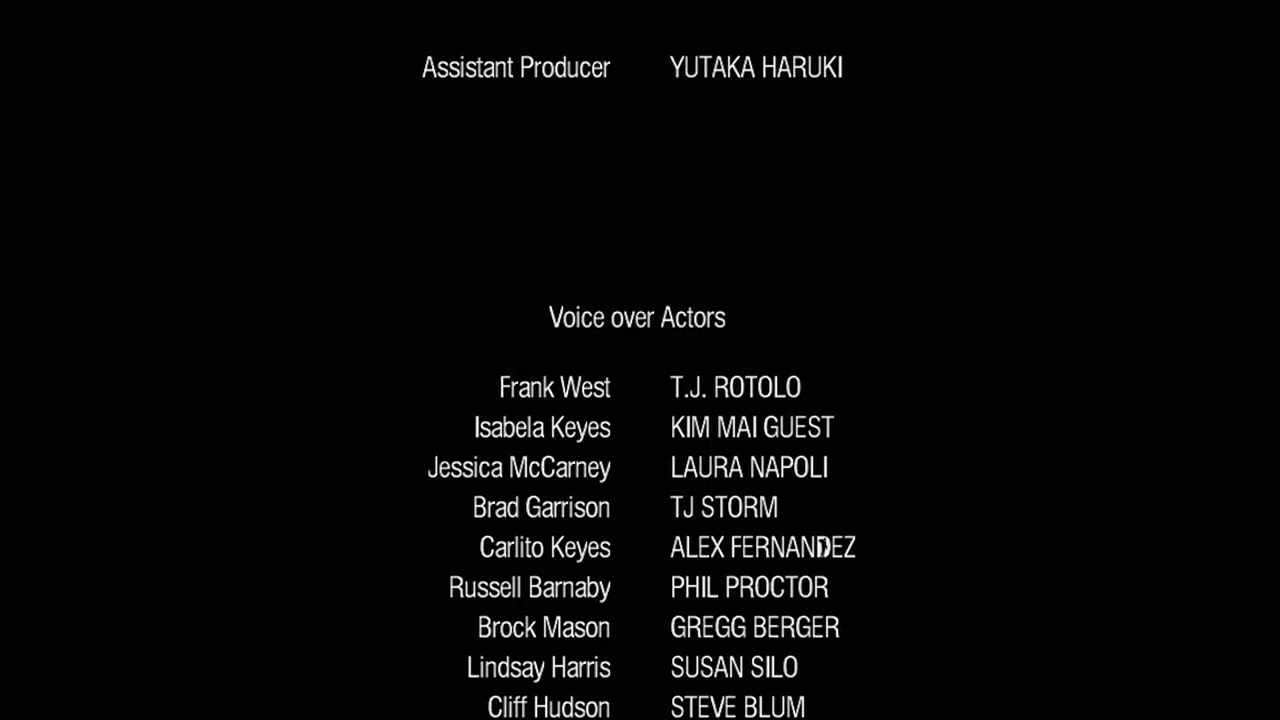 Assistant Producer YUTAKA HARUKI
Voice over Actors
Frank West T.J. ROTOLO
Isabela Keyes KIM MAI GUEST
Jessica McCarney LAURA NAPOLI
Brad Garrison TJ STORM
Carlito Keyes ALEX FERNANDEZ
Russell Barnaby PHIL PROCTOR
Brock Mason GREGG BERGER
Lindsay Harris SUSAN SILO
Cliff Hudson STEVE BLUM